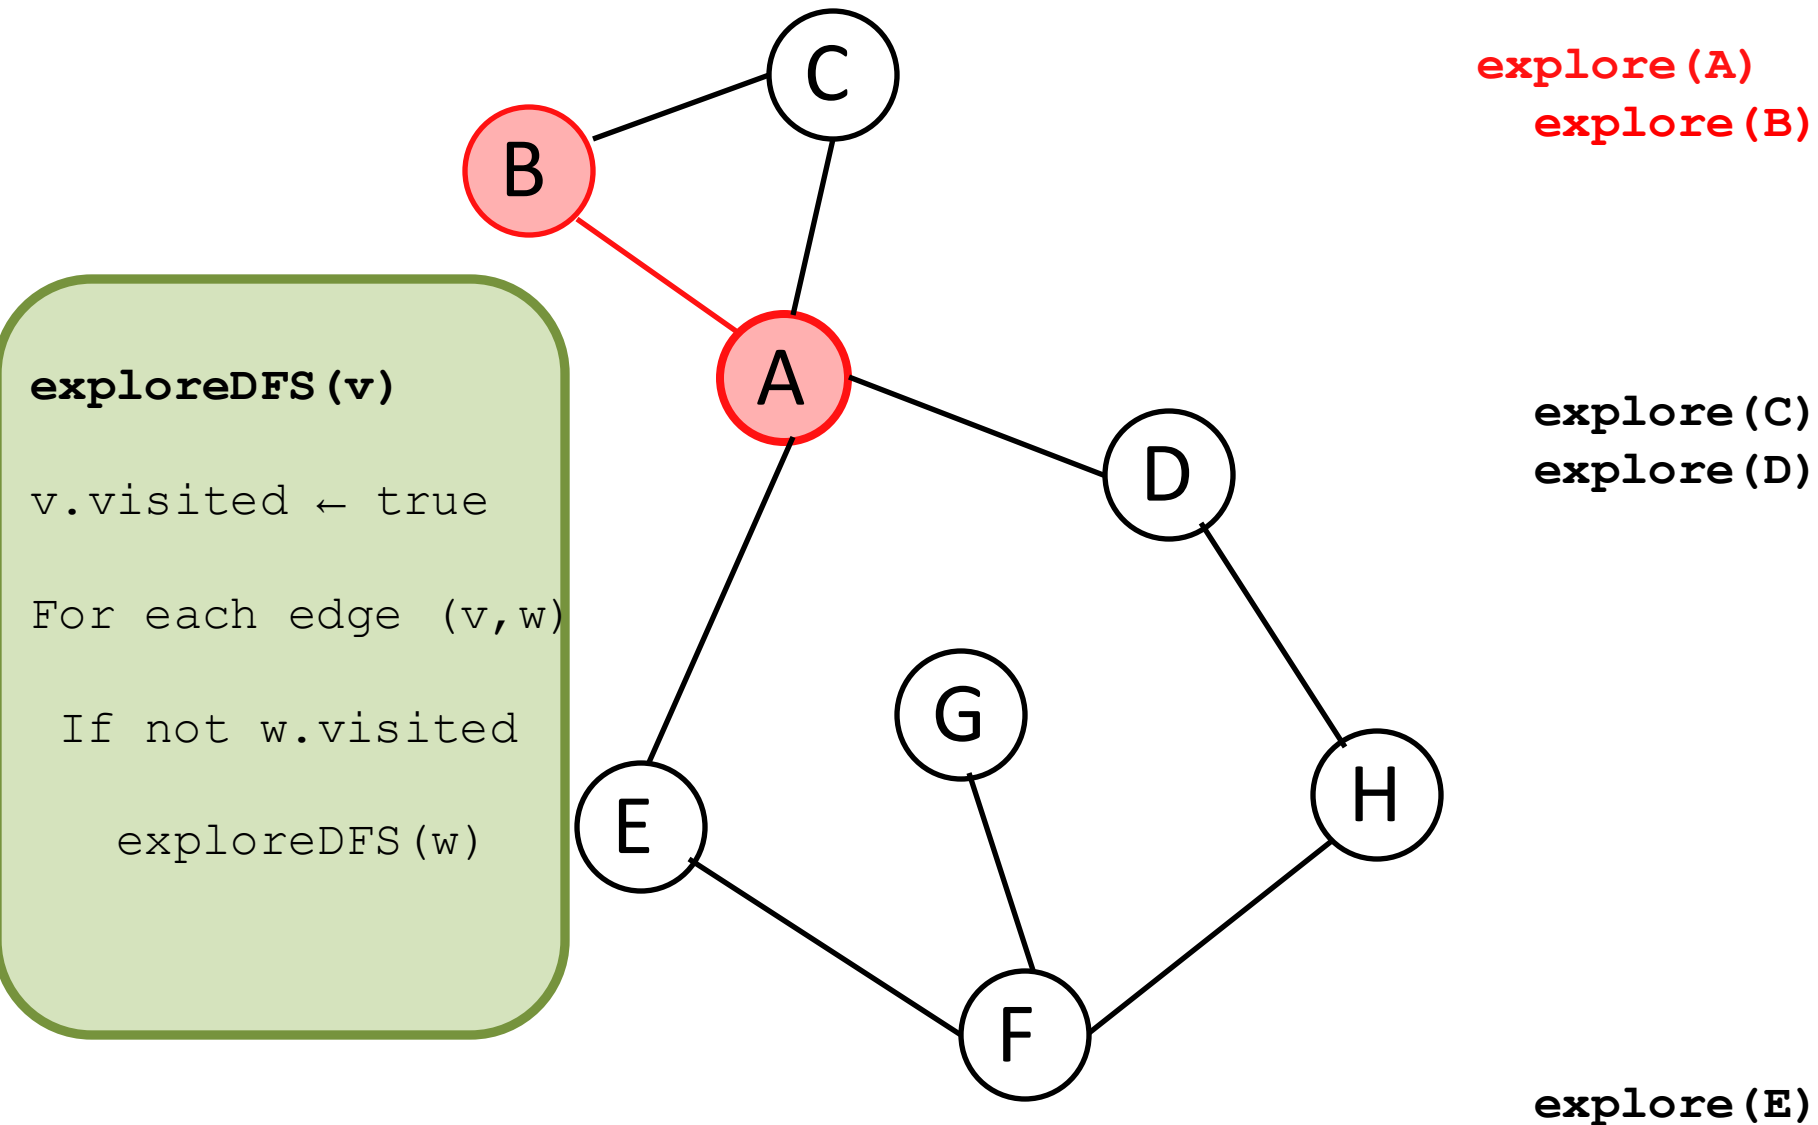 C
explore(A)
explore(B)
B
A
exploreDFS(v)
v.visited ← true
For each edge (v,w)
If not w.visited
exploreDFS(w)
explore(C)
explore(D)
D
G
H
E
F
explore(E)